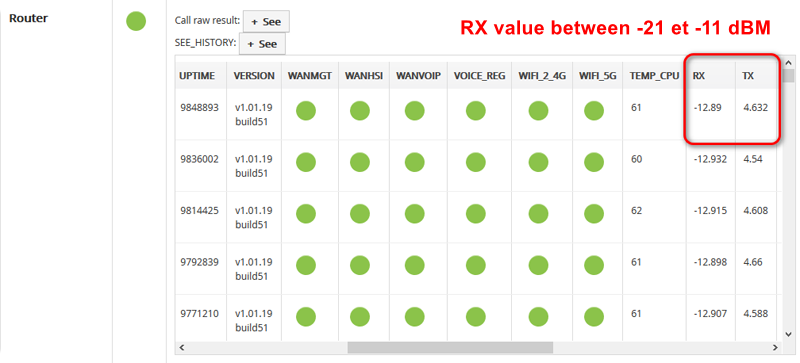 Router
Call raw result: + See
RX value between -21 et -11 dBM
SEE_HISTORY: + See
UPTIME VERSION WANMGT WANHSI WANVOIP VOICE_REG WIFI_2_4G WIFI_5G TEMP_CPU RX TX
9848893 v1.01.19 61 -12.89 4.632
build51
9836002 v1.01.19 60 -12.932 4.54
build51
9814425 v1.01.19 62 -12.915 4.608
build51
9792839 v1.01.19 61 -12.898 4.66
build51
9771210 v1.01.19 61 -12.907 4.588
build51